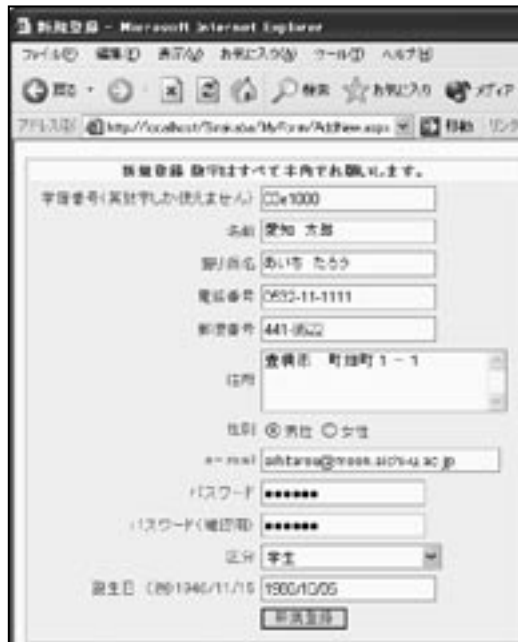 新規登録 - Microsoft Internet Explorer
ファイル(F) 編集(E) 表示(V) お気に入り(A) ツール(T) ヘルプ(H)
戻る 検索 お気に入り メディア
アドレス(D) http://localhost/ /MyForm/AddNew.aspx 移動 リンク
新規登録 数字はすべて半角でお願いします。
学籍番号(英数字しか使えません)
名前 愛知 太郎
振り仮名 あいち たろう
電話番号 0532-11-1111
郵便番号
住所 豊橋市 町畑町1-1
性別 男性 女性
e-mail
パスワード ●●●●●●
パスワード(確認用) ●●●●●●
区分 学生
誕生日 (例)1946/11/15
新規登録